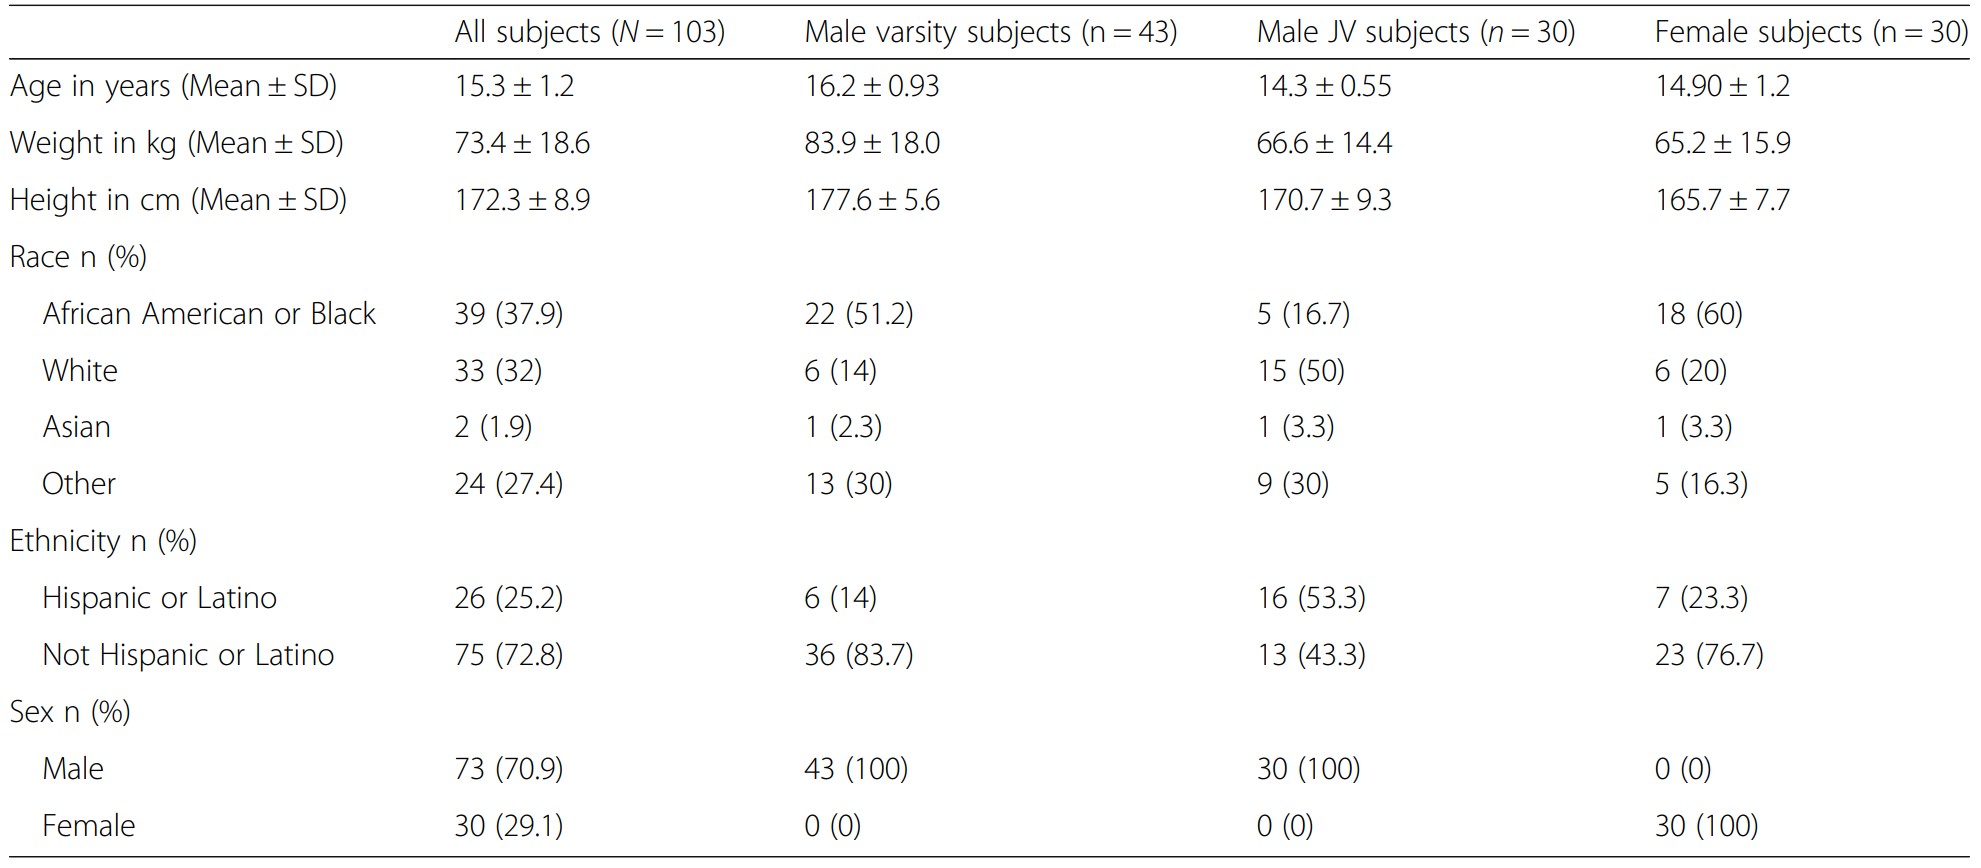 All subjects (N = 103) Male varsity subjects (n = 43) Male JV subjects (n = 30) Female subjects (n = 30)
Age in years (Mean ± SD) 15.3 ± 1.2 16.2 ± 0.93 14.3 ± 0.55 14.90 ± 1.2
Weight in kg (Mean ± SD) 73.4 ± 18.6 83.9 ± 18.0 66.6 ± 14.4 65.2 ± 15.9
Height in cm (Mean ± SD) 172.3 ± 8.9 177.6 ± 5.6 170.7 ± 9.3 165.7 ± 7.7
Race n (%)
African American or Black 39 (37.9) 22 (51.2) 5 (16.7) 18 (60)
White 33 (32) 6 (14) 15 (50) 6 (20)
Asian 2 (1.9) 1 (2.3) 1 (3.3) 1 (3.3)
Other 24 (27.4) 13 (30) 9 (30) 5 (16.3)
Ethnicity n (%)
Hispanic or Latino 26 (25.2) 6 (14) 16 (53.3) 7 (23.3)
Not Hispanic or Latino 75 (72.8) 36 (83.7) 13 (43.3) 23 (76.7)
Sex n (%)
Male 73 (70.9) 43 (100) 30 (100) 0 (0)
Female 30 (29.1) 0 (0) 0 (0) 30 (100)